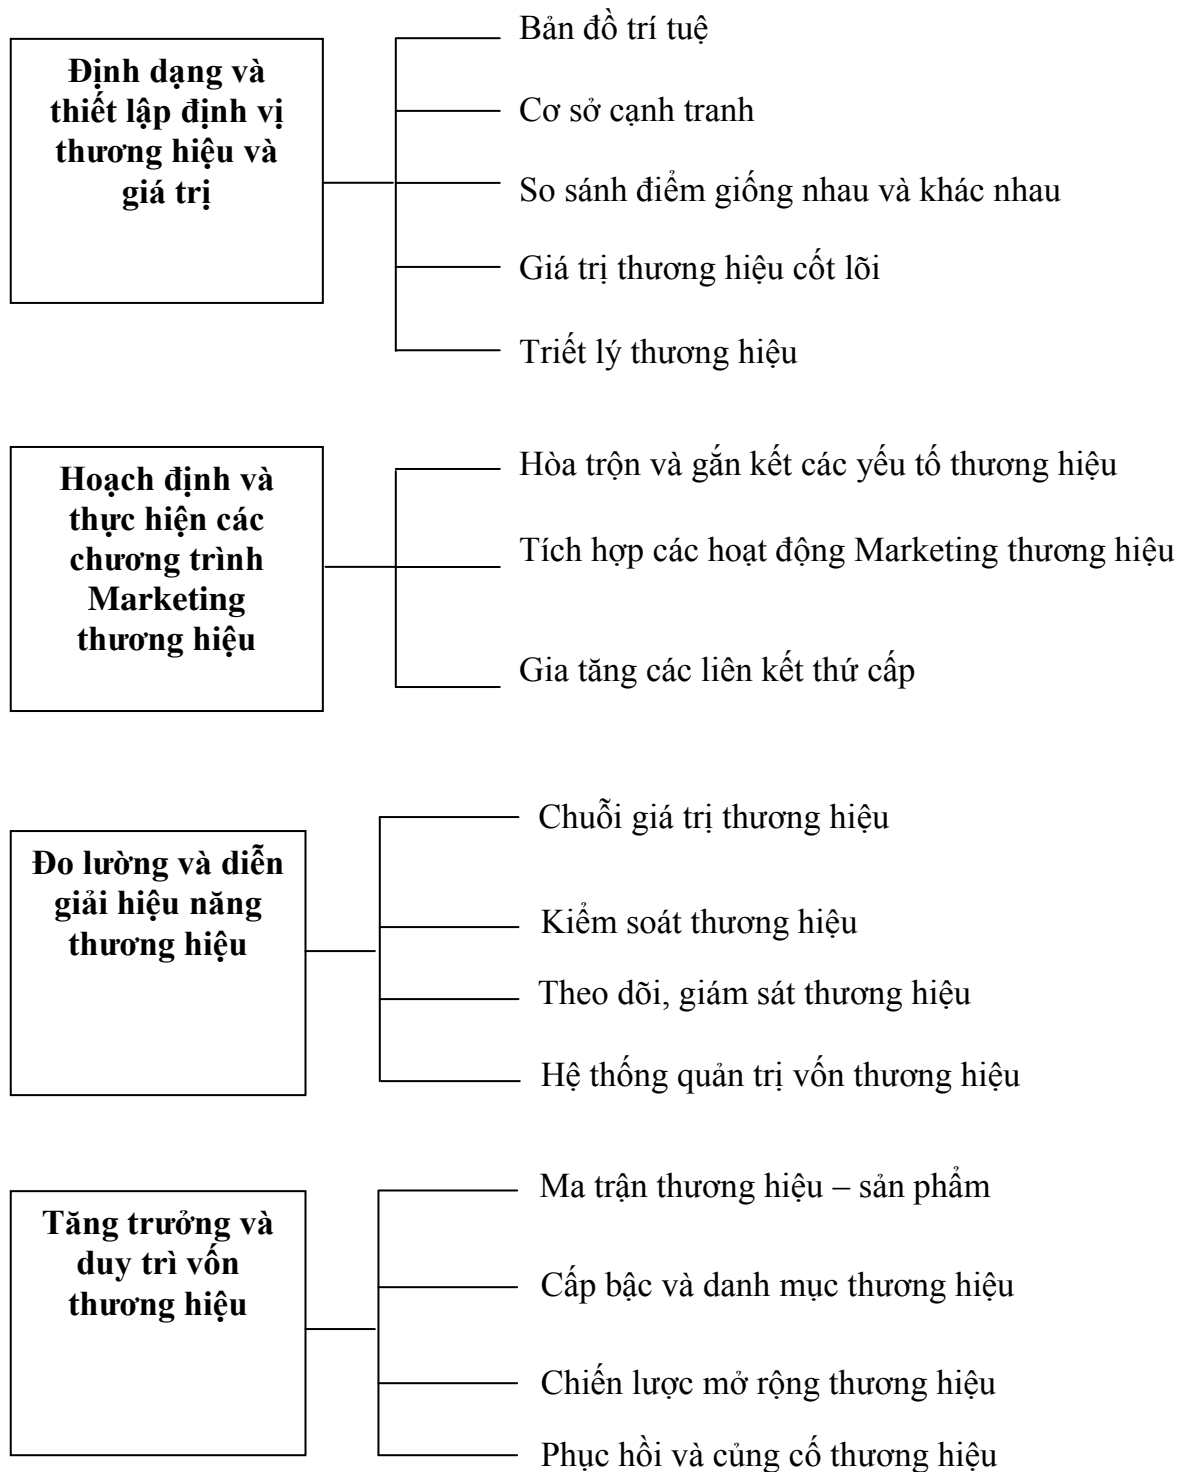 Định dạng và
thiết lập định vị
thương hiệu và
giá trị
Bản đồ trí tuệ
Cơ sở cạnh tranh
So sánh điểm giống nhau và khác nhau
Giá trị thương hiệu cốt lõi
Triết lý thương hiệu
Hoạch định và
thực hiện các
chương trình
Marketing
thương hiệu
Hòa trộn và gắn kết các yếu tố thương hiệu
Tích hợp các hoạt động Marketing thương hiệu
Gia tăng các liên kết thứ cấp
Đo lường và diễn
giải hiệu năng
thương hiệu
Chuỗi giá trị thương hiệu
Kiểm soát thương hiệu
Theo dõi, giám sát thương hiệu
Hệ thống quản trị vốn thương hiệu
Tăng trưởng và
duy trì vốn
thương hiệu
Ma trận thương hiệu – sản phẩm
Cấp bậc và danh mục thương hiệu
Chiến lược mở rộng thương hiệu
Phục hồi và củng cố thương hiệu